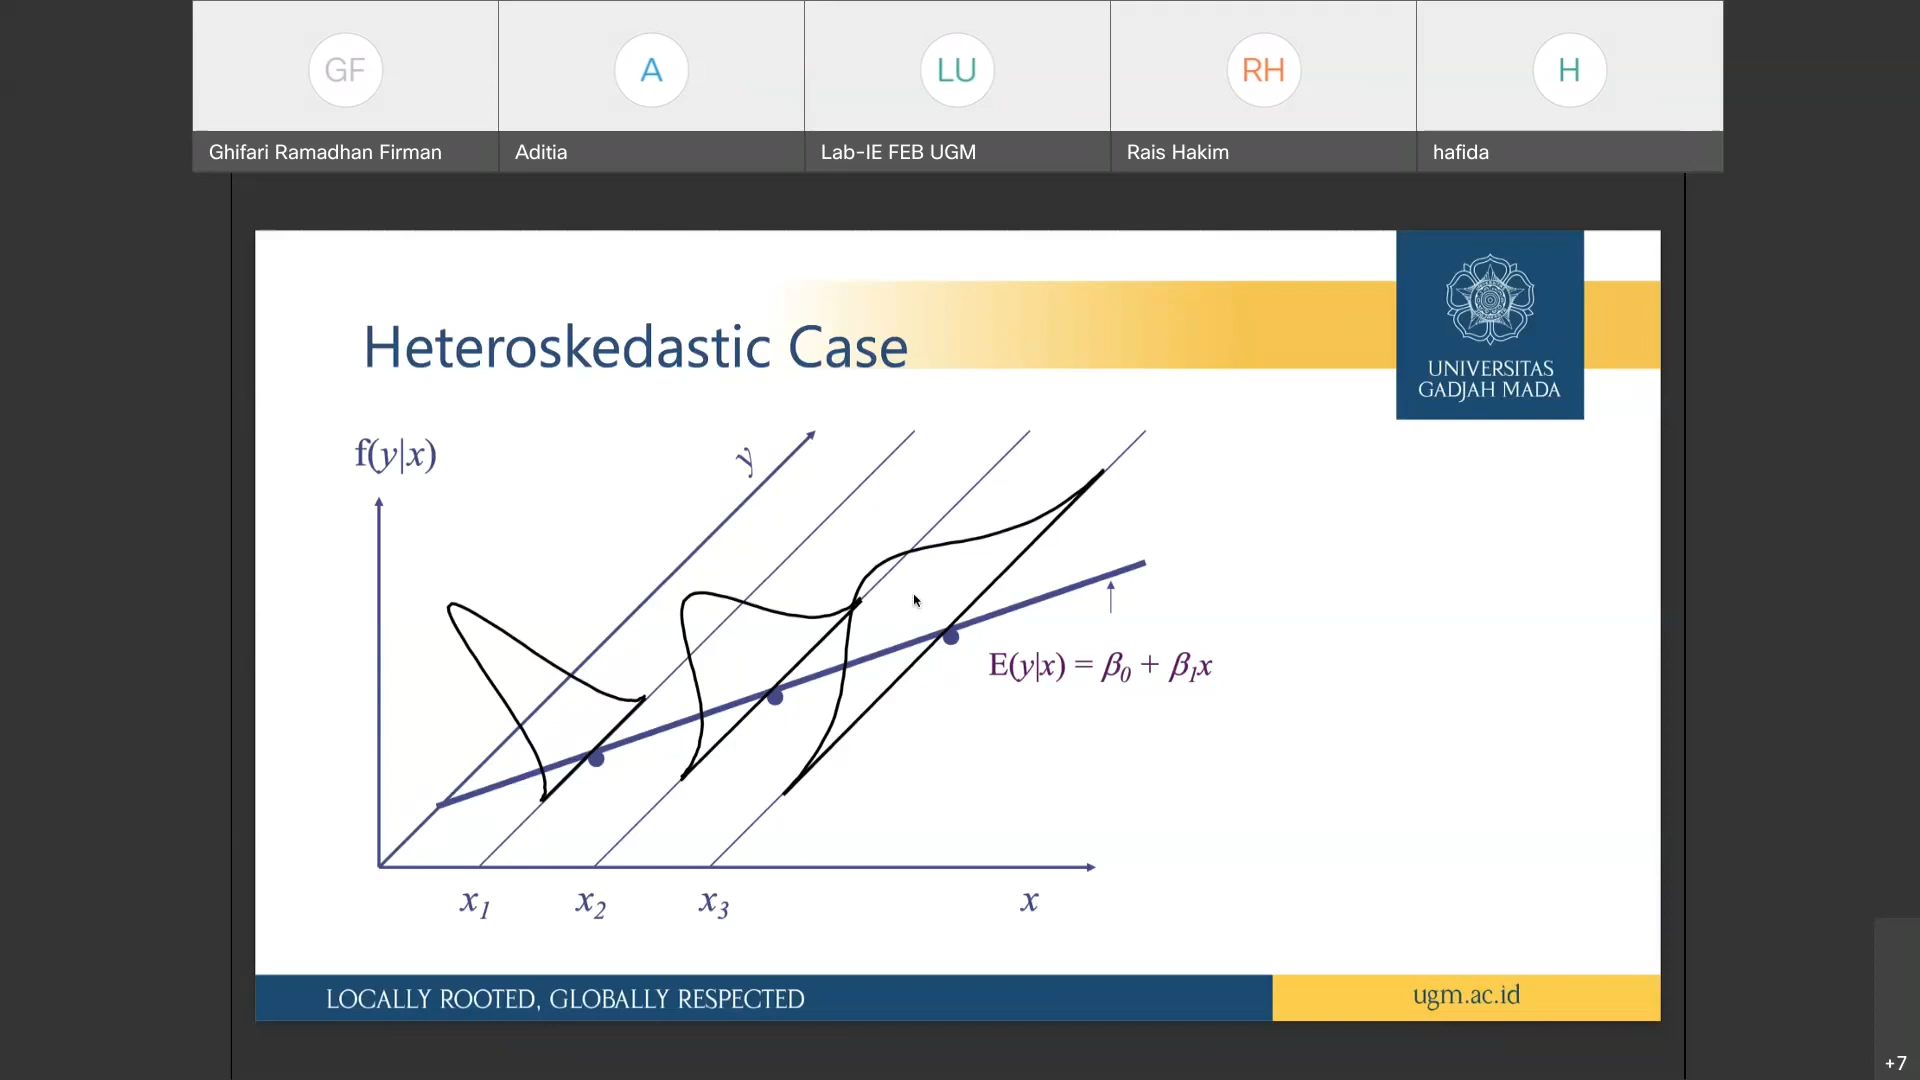 GF
A
LU
RH
H
Ghifari Ramadhan Firman
Aditia
Lab-IE FEB UGM
Rais Hakim
hafida
UNIVERSITAS
GADJAH MADA
Heteroskedastic Case
f(y|x)
y
E(y|x) = β₀ + β₁x
x₁
x₂
x₃
x
LOCALLY ROOTED, GLOBALLY RESPECTED
ugm.ac.id
+7